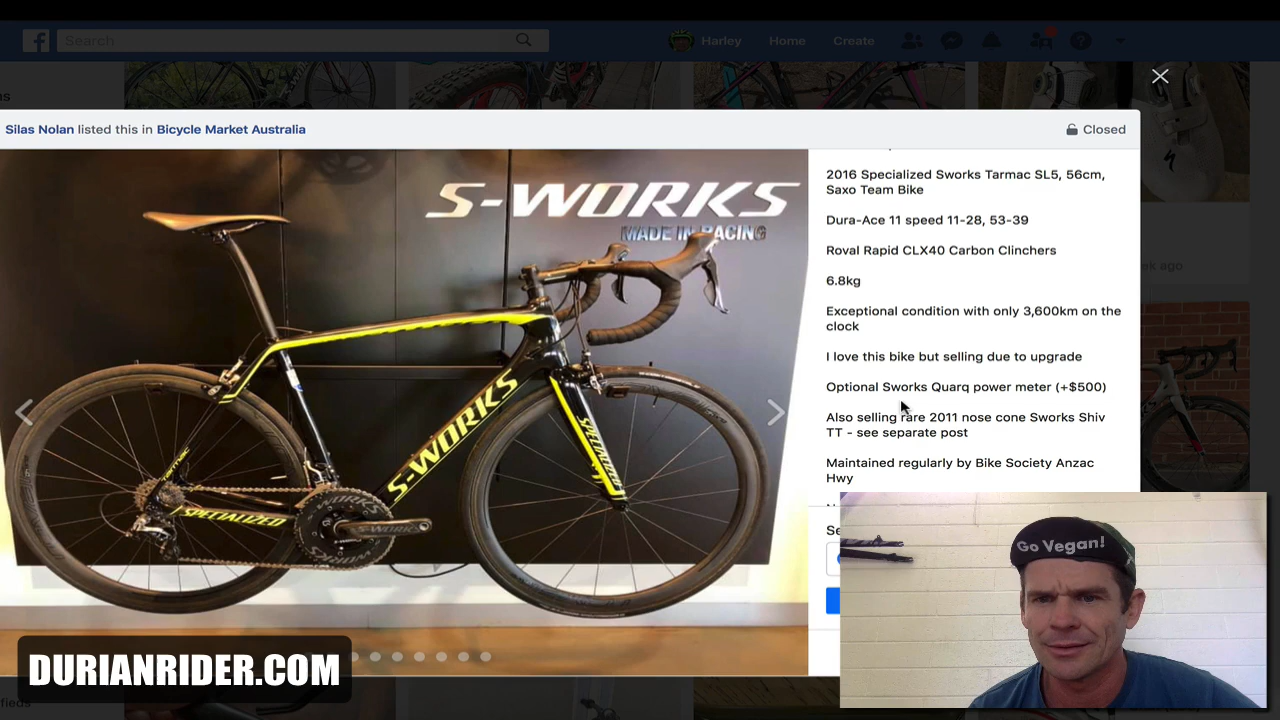 Search
Harley
Home
Create
Silas Nolan listed this in Bicycle Market Australia
Closed
S-WORKS
MADE IN RACING
S-WORKS
SPECIALIZED
SPECIALIZED
S-WORKS
2016 Specialized Sworks Tarmac SL5, 56cm,
Saxo Team Bike
Dura-Ace 11 speed 11-28, 53-39
Roval Rapid CLX40 Carbon Clinchers
6.8kg
Exceptional condition with only 3,600km on the
clock
I love this bike but selling due to upgrade
Optional Sworks Quarq power meter (+$500)
Also selling rare 2011 nose cone Sworks Shiv
TT - see separate post
Maintained regularly by Bike Society Anzac
Hwy
Go Vegan!
DURIANRIDER.COM